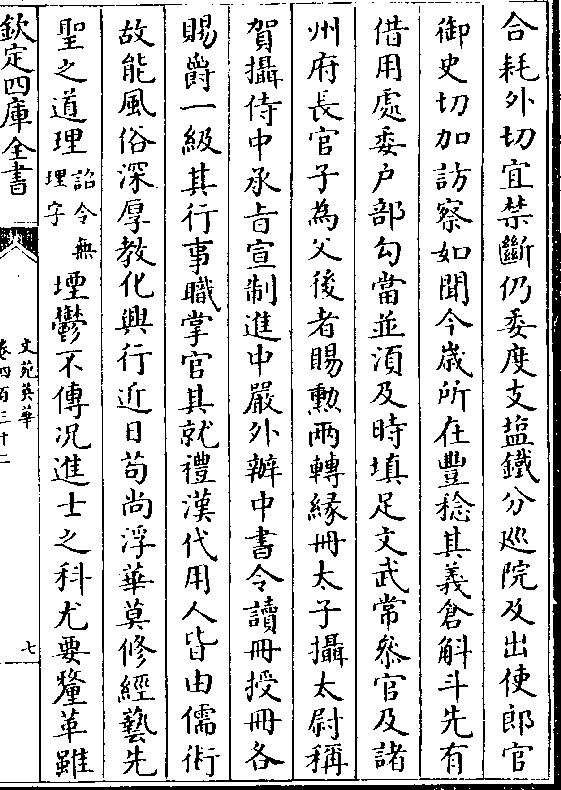 合耗外切宜禁斷仍委度支塩鐵分廵院及出使郎官
御史切加訪察如聞今歲所在豐稔其義倉斛斗先有
借用處委戶部勾當並湏及時填足文武常叅官及諸
州府長官子為父後者賜勲兩轉緣冊太子攝太尉稱
賀攝侍中承㫖宣制進中嚴外辦中書令讀冊授冊各
賜爵一級其行事職掌官其就禮漢代用人皆由儒術
故能風俗深厚教化興行近日苟尚浮華莫修經藝先
聖之道理詔令無理字堙鬱不傳况進士之科尤要釐革雖
欽定四庫全書
文苑英華
卷四百三十二
七